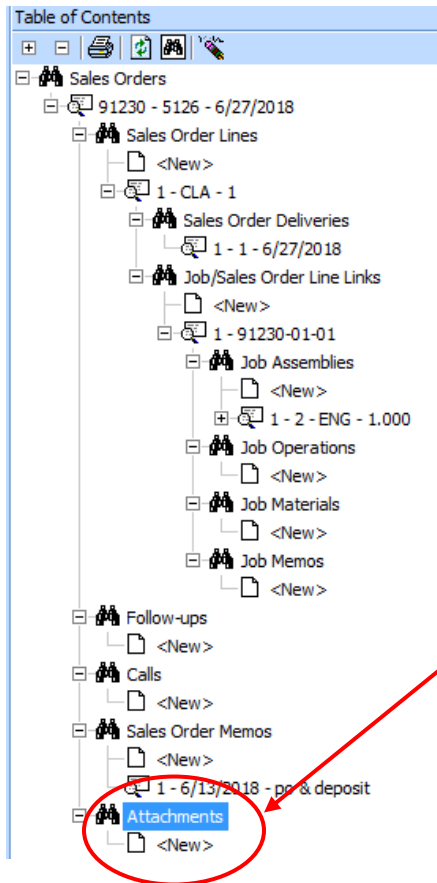 Table of Contents
Sales Orders
91230 - 5126 - 6/27/2018
Sales Order Lines
<New>
1 - CLA - 1
Sales Order Deliveries
1 - 1 - 6/27/2018
Job/Sales Order Line Links
<New>
1 - 91230-01-01
Job Assemblies
<New>
1 - 2 - ENG - 1.000
Job Operations
<New>
Job Materials
<New>
Job Memos
<New>
Follow-ups
<New>
Calls
<New>
Sales Order Memos
<New>
1 - 6/13/2018 - po & deposit
Attachments
<New>